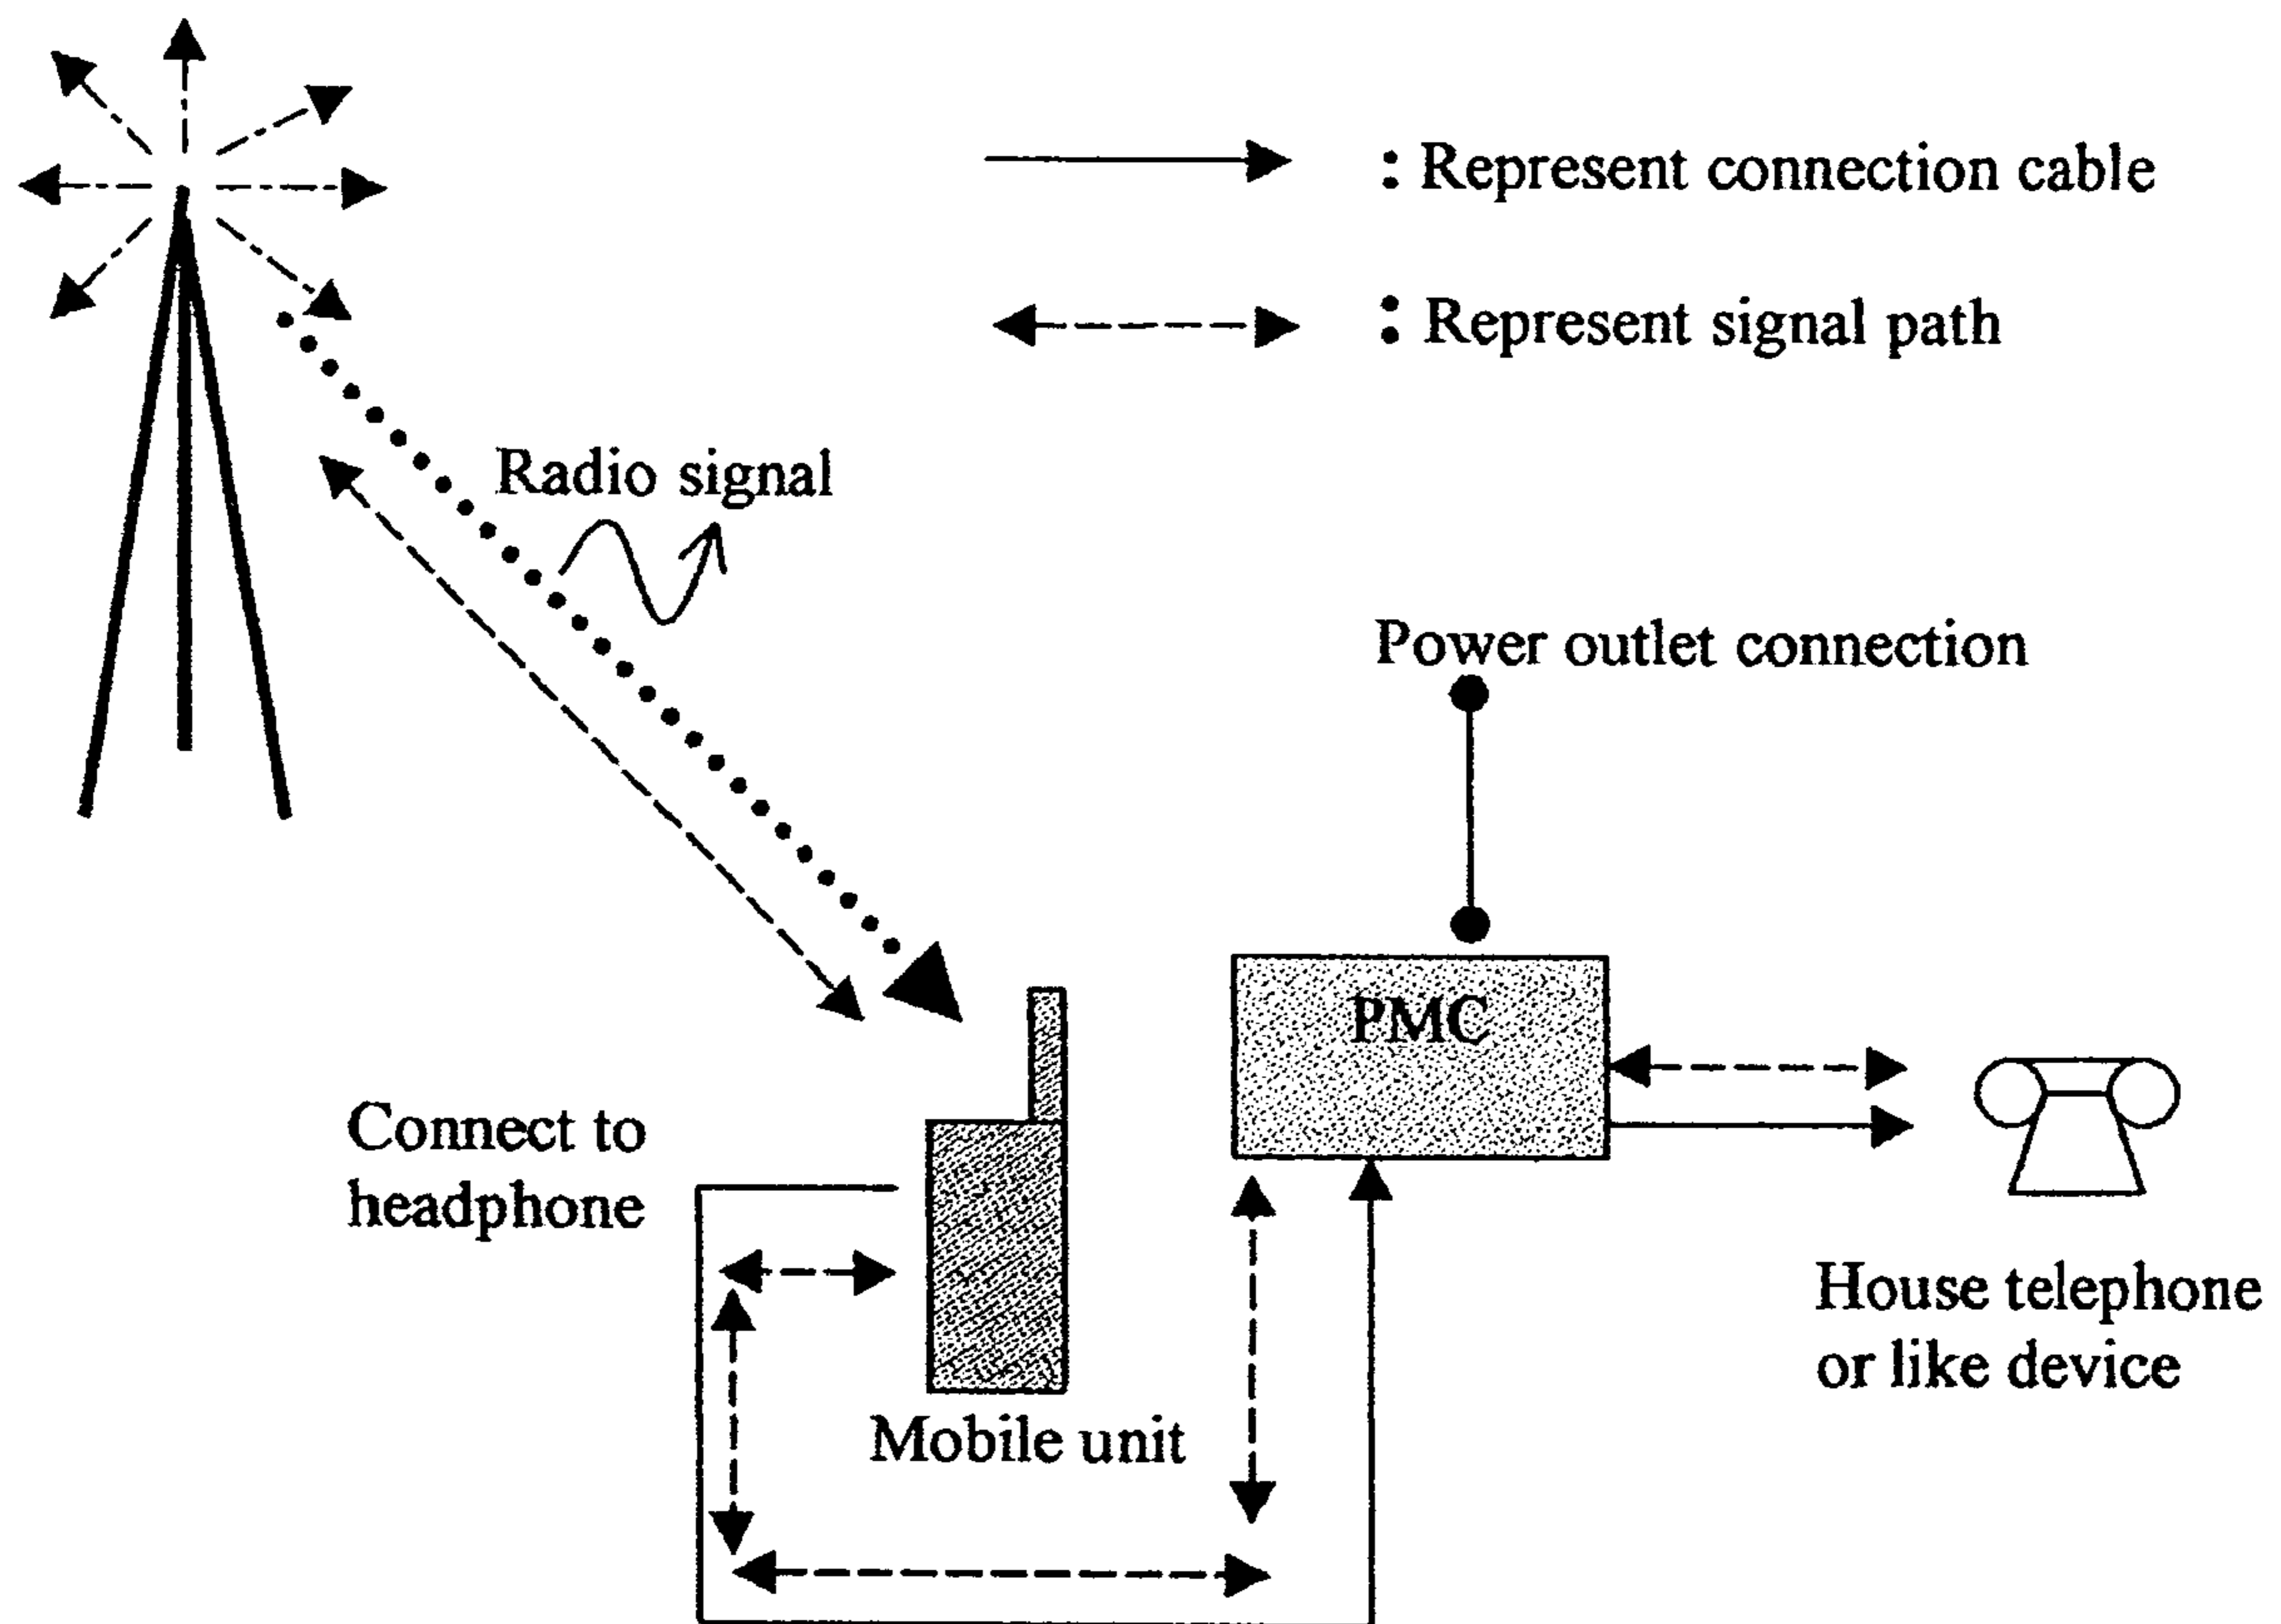 : Represent connection cable
: Represent signal path
Radio signal
Power outlet connection
PMC
Connect to
headphone
House telephone
or like device
Mobile unit